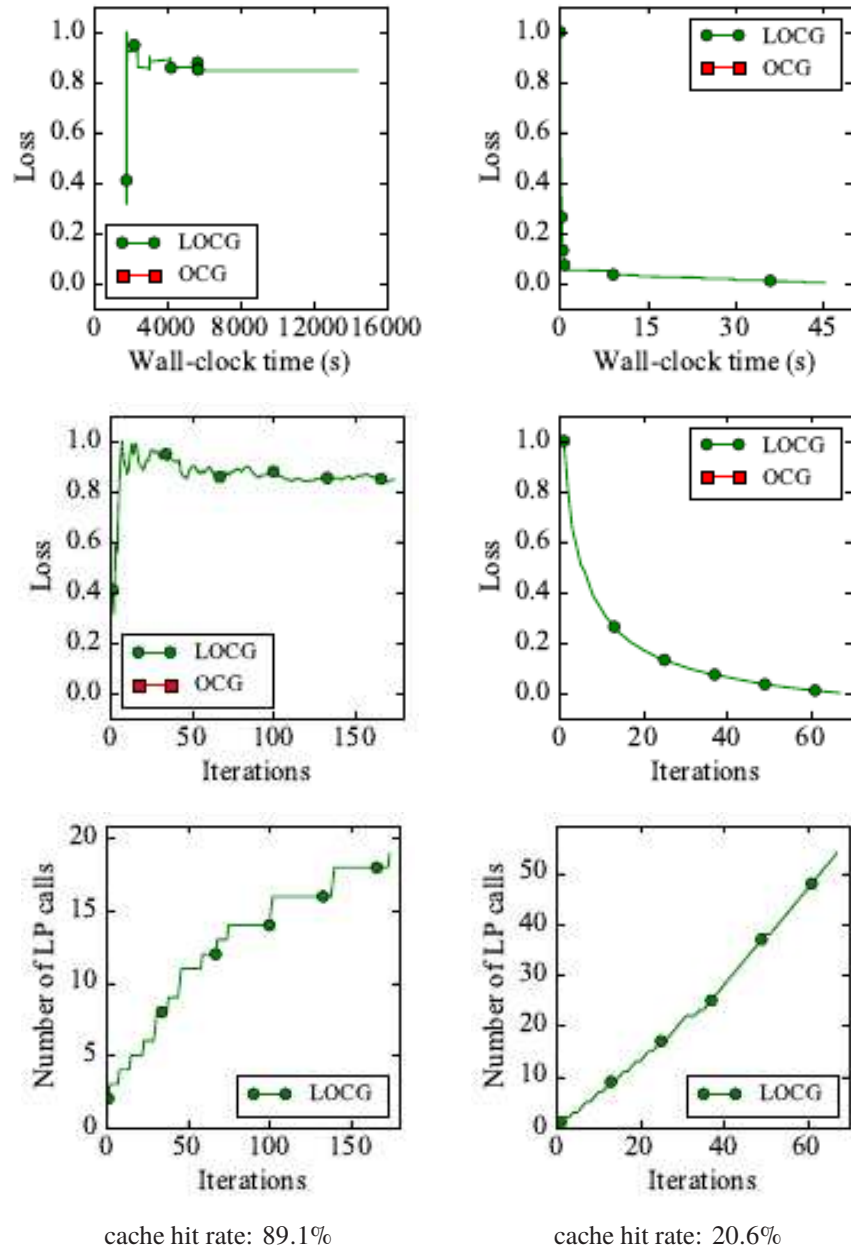 1.0
0.8
0.6
0.4
0.2
0.0
Loss
LOCG
OCG
0 4000 8000 12000 16000
Wall-clock time (s)
1.0
0.8
0.6
0.4
0.2
0.0
Loss
LOCG
OCG
0 15 30 45
Wall-clock time (s)
1.0
0.8
0.6
0.4
0.2
0.0
Loss
LOCG
OCG
0 50 100 150
Iterations
1.0
0.8
0.6
0.4
0.2
0.0
Loss
LOCG
OCG
0 20 40 60
Iterations
20
15
10
5
0
Number of LP calls
LOCG
0 50 100 150
Iterations
50
40
30
20
10
0
Number of LP calls
LOCG
0 20 40 60
Iterations
cache hit rate: 89.1%
cache hit rate: 20.6%